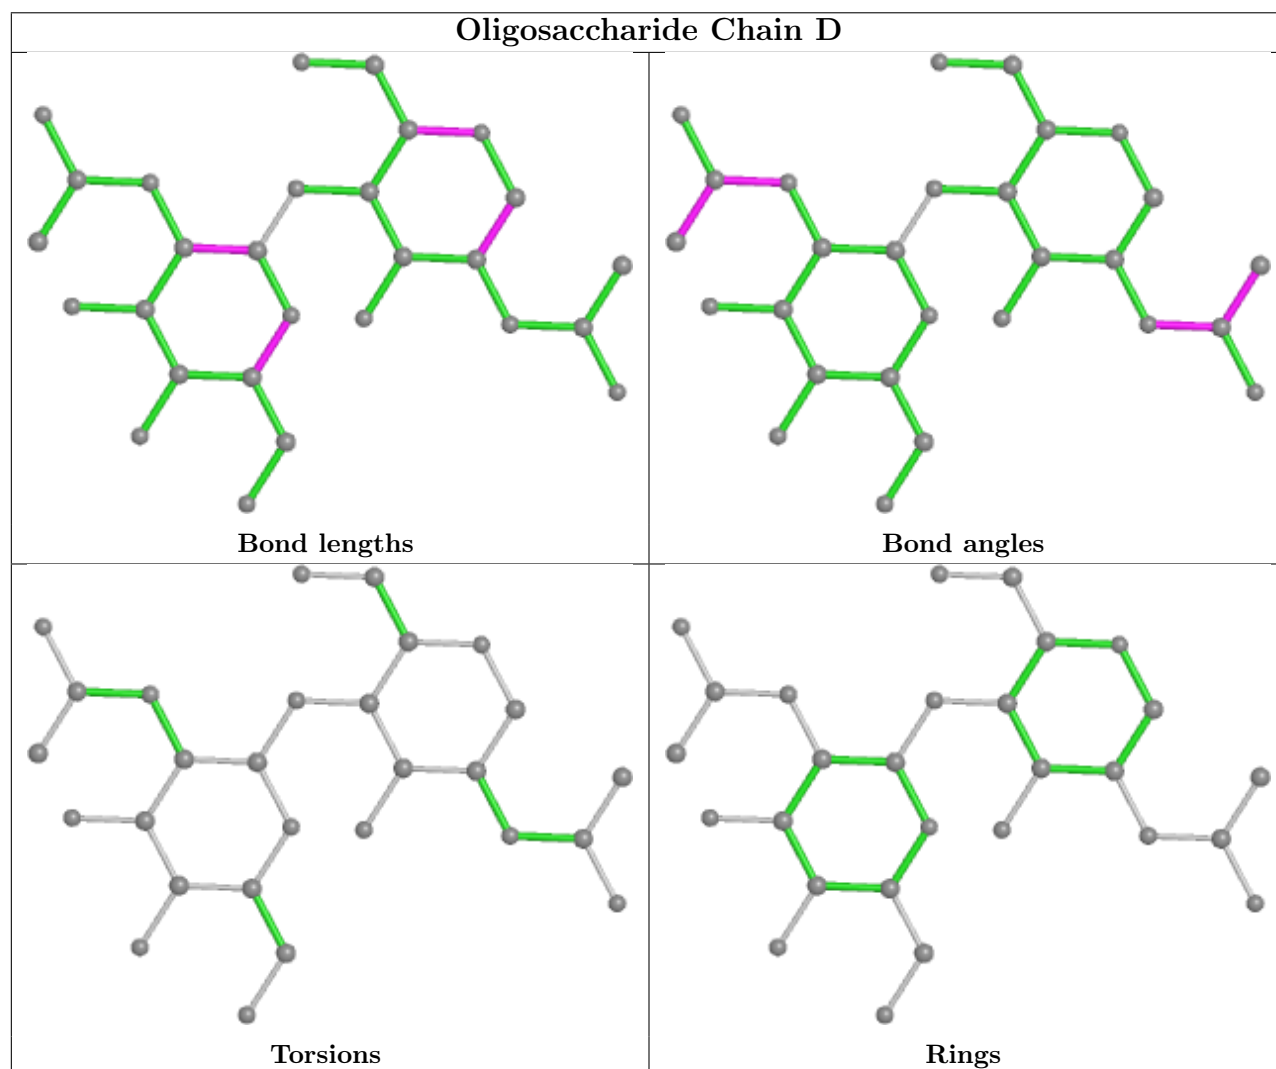 Oligosaccharide Chain D
Bond lengths
Bond angles
Torsions
Rings